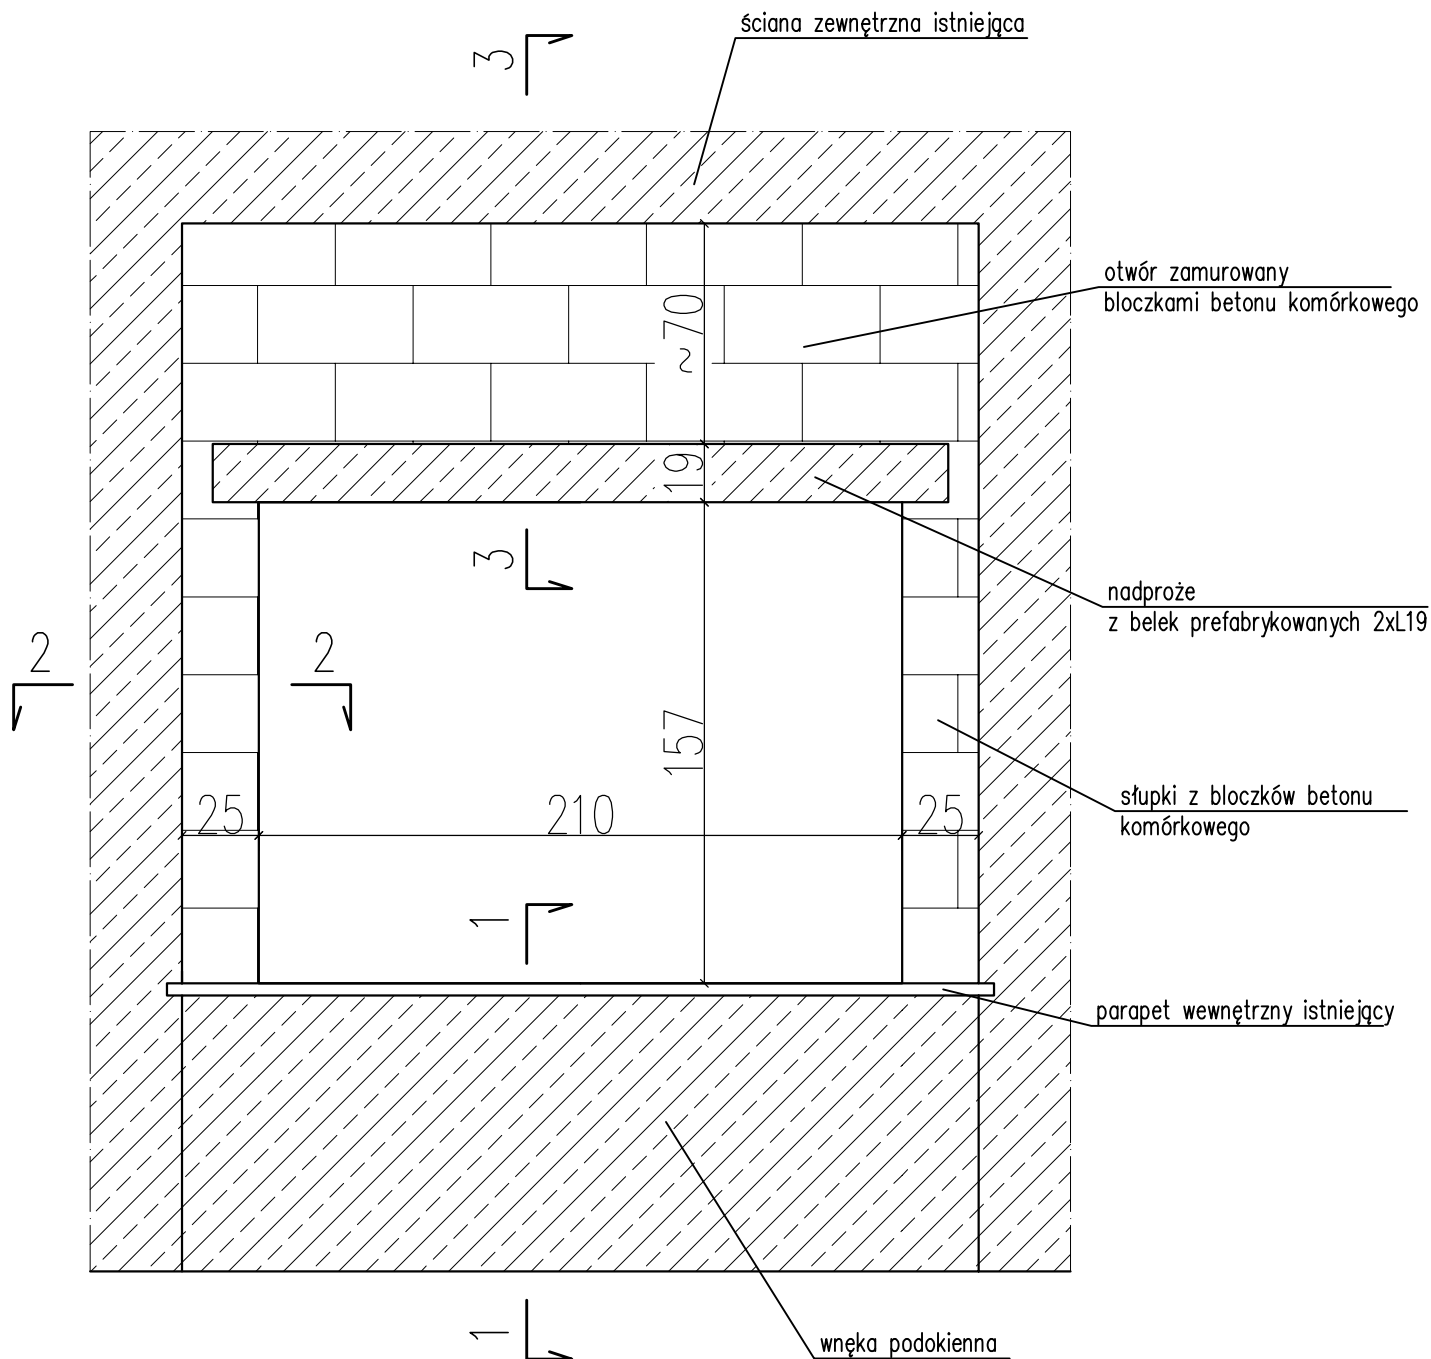 ściana zewnętrzna istniejąca
3
otwór zamurowany
bloczkami betonu komórkowego
~70
19
3
nadproże
z belek prefabrykowanych 2xL19
2
2
157
słupki z bloczków betonu
komórkowego
25
210
25
1
parapet wewnętrzny istniejący
1
wnęka podokienna